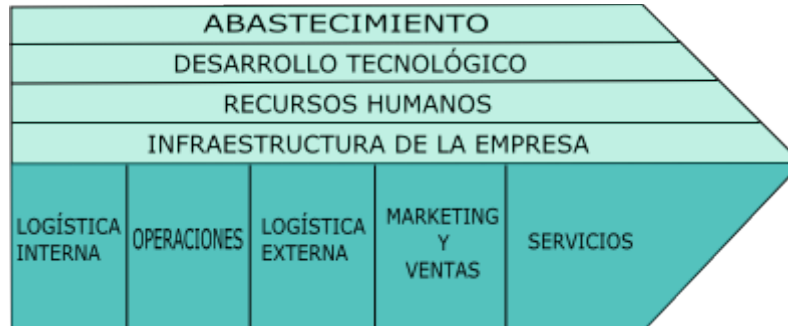 ABASTECIMIENTO
DESARROLLO TECNOLÓGICO
RECURSOS HUMANOS
INFRAESTRUCTURA DE LA EMPRESA
LOGÍSTICA
INTERNA
OPERACIONES
LOGÍSTICA
EXTERNA
MARKETING
Y
VENTAS
SERVICIOS